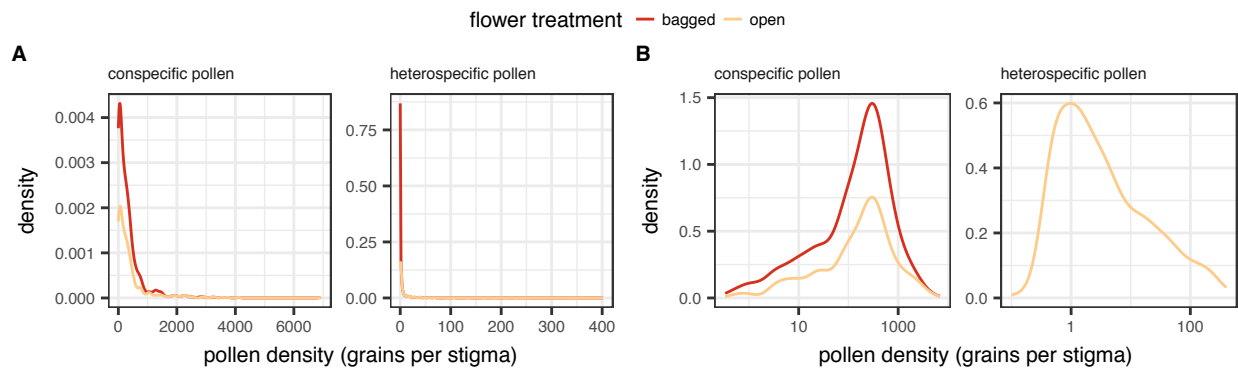 flower treatment bagged open
A
conspecific pollen
heterospecific pollen
density
0.004
0.003
0.002
0.001
0.000
0 2000 4000 6000
0.75
0.50
0.25
0.00
0 100 200 300 400
pollen density (grains per stigma)
B
conspecific pollen
heterospecific pollen
density
1.5
1.0
0.5
0.0
10 1000
0.6
0.4
0.2
0.0
1 100
pollen density (grains per stigma)